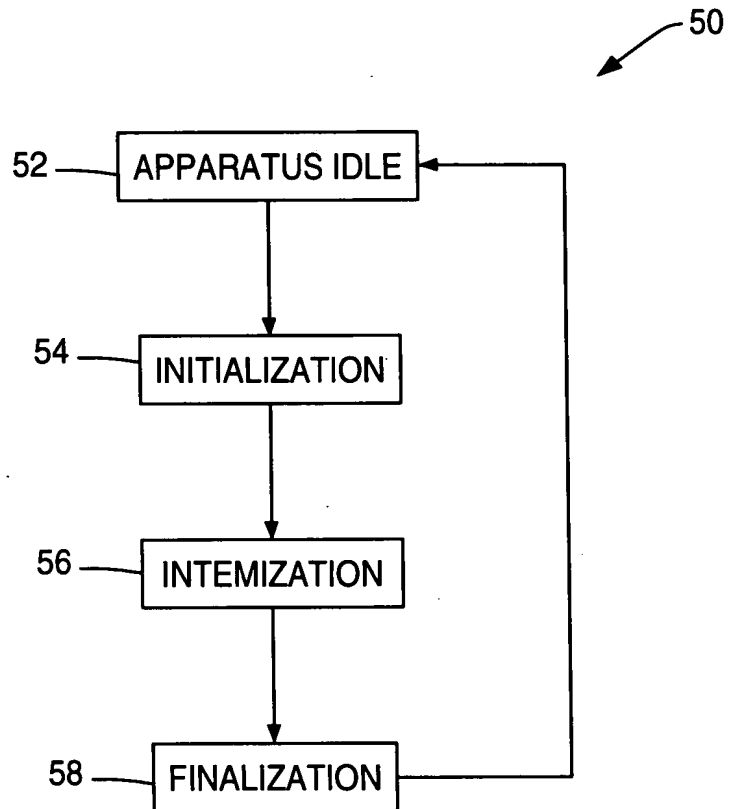 50
52 APPARATUS IDLE
54 INITIALIZATION
56 INTEMIZATION
58 FINALIZATION